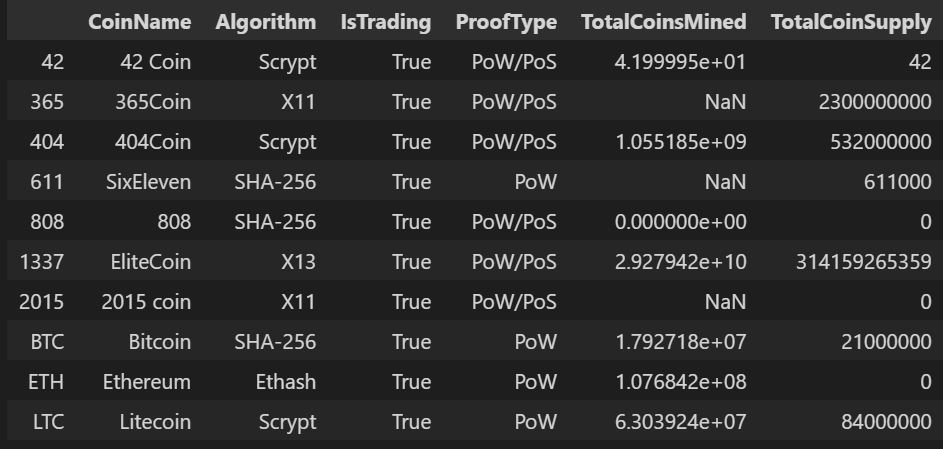 CoinName Algorithm IsTrading ProofType TotalCoinsMined TotalCoinSupply
42 42 Coin Scrypt True PoW/PoS 4.199995e+01 42
365 365Coin X11 True PoW/PoS NaN 2300000000
404 404Coin Scrypt True PoW/PoS 1.055185e+09 532000000
611 SixEleven SHA-256 True PoW NaN 611000
808 808 SHA-256 True PoW/PoS 0.000000e+00 0
1337 EliteCoin X13 True PoW/PoS 2.927942e+10 314159265359
2015 2015 coin X11 True PoW/PoS NaN 0
BTC Bitcoin SHA-256 True PoW 1.792718e+07 21000000
ETH Ethereum Ethash True PoW 1.076842e+08 0
LTC Litecoin Scrypt True PoW 6.303924e+07 84000000